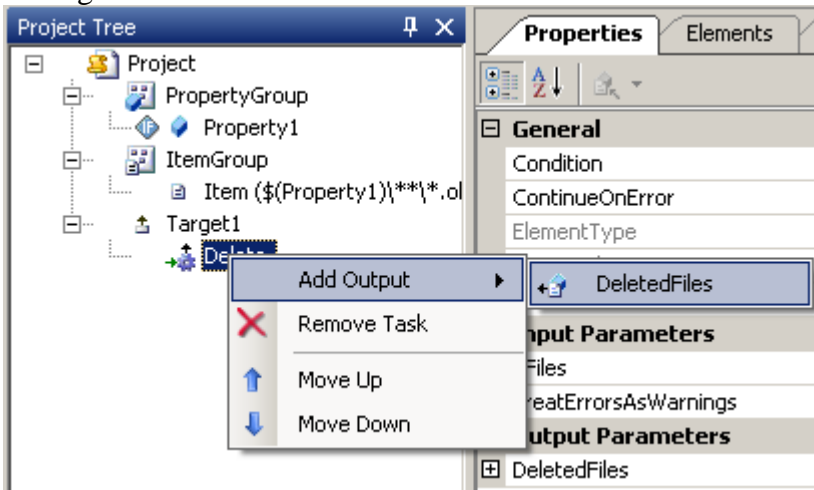 Project Tree
Project
PropertyGroup
Property1
ItemGroup
Item ($(Property1)\**\*.ol
Target1
Delete
Add Output
Remove Task
Move Up
Move Down
DeletedFiles
Properties
Elements
General
Condition
ContinueOnError
ElementType
nput Parameters
Files
reatErrorsAsWarnings
utput Parameters
DeletedFiles